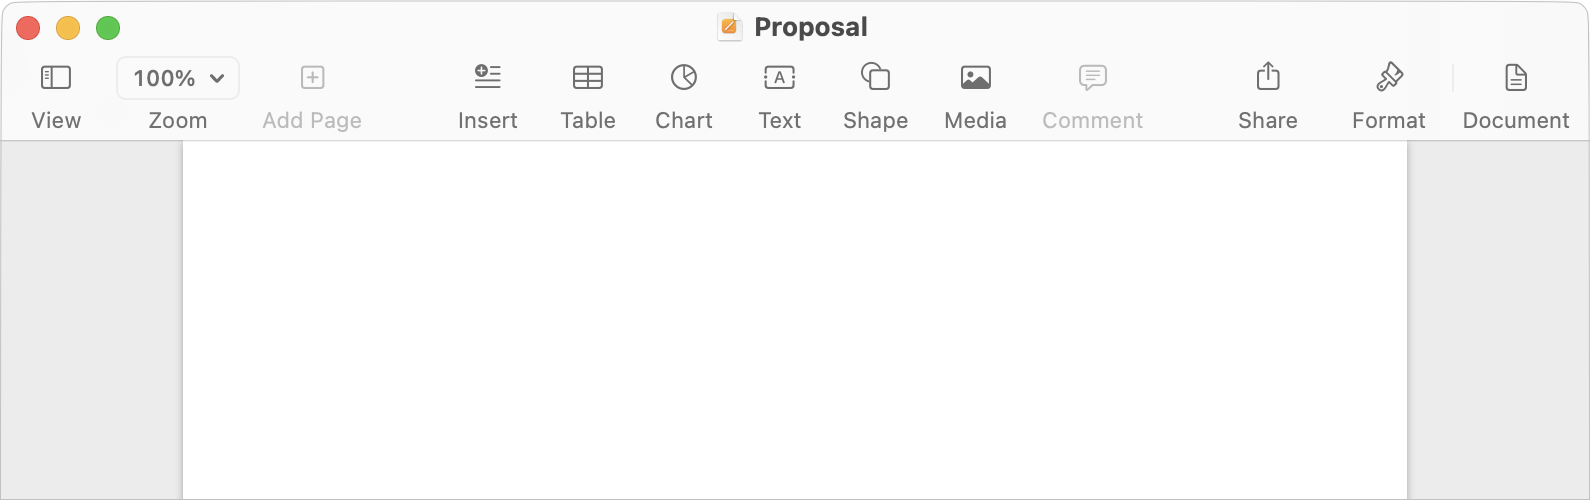 Proposal
100%
View Zoom Add Page Insert Table Chart Text Shape Media Comment Share Format Document